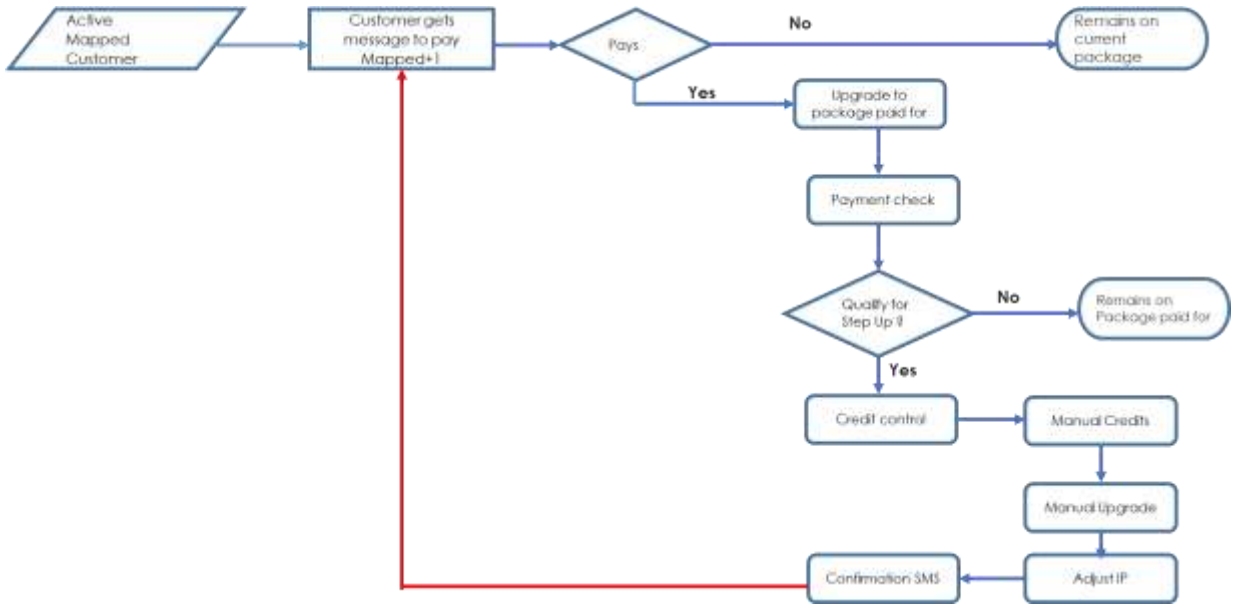 Active
Mapped
Customer
Customer gets
message to pay
Mapped+1
Pays
No
Remains on
current
package
Yes
Upgrade to
package paid for
Payment check
Qualify for
Step Up ?
No
Remains on
Package paid for
Yes
Credit control
Manual Credits
Manual Upgrade
Adjust IP
Confirmation SMS